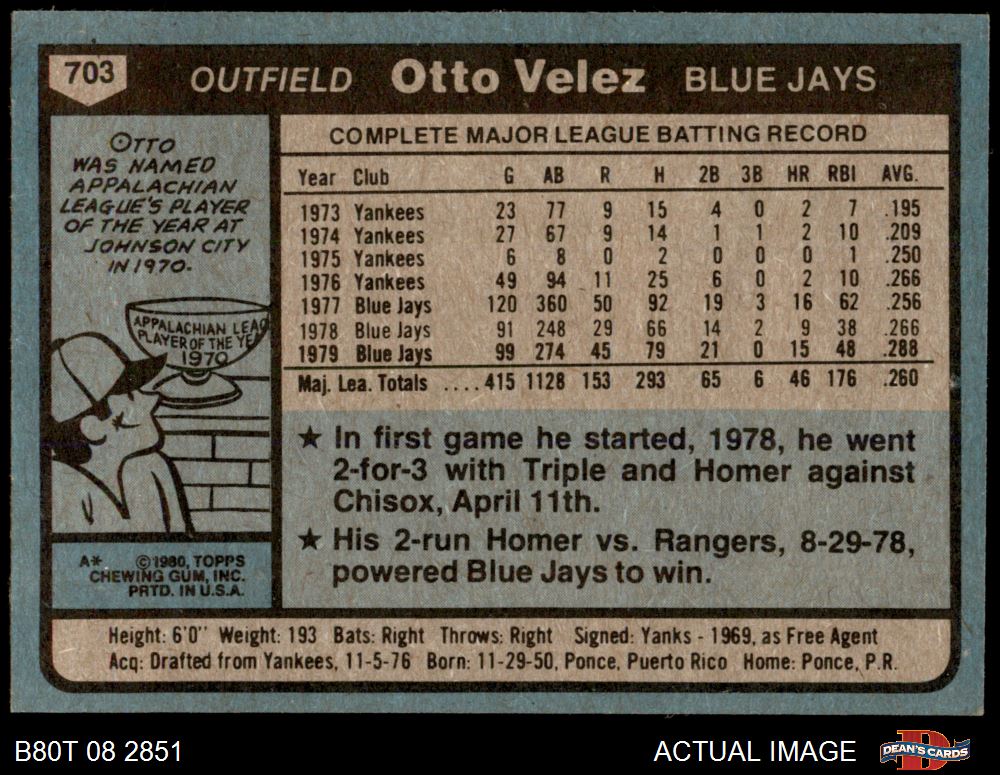 703 OUTFIELD Otto Velez BLUE JAYS
OTTO
WAS NAMED
APPALACHIAN
LEAGUE'S PLAYER
OF THE YEAR AT
JOHNSON CITY
IN 1970.
APPALACHIAN LEAG
PLAYER OF THE YEA
1970
A* ©1980, TOPPS
CHEWING GUM, INC.
PRTD. IN U.S.A.
COMPLETE MAJOR LEAGUE BATTING RECORD
Year Club G AB R H 2B 3B HR RBI AVG.
1973 Yankees 23 77 9 15 4 0 2 7 .195
1974 Yankees 27 67 9 14 1 1 2 10 .209
1975 Yankees 6 8 0 2 0 0 0 1 .250
1976 Yankees 49 94 11 25 6 0 2 10 .266
1977 Blue Jays 120 360 50 92 19 3 16 62 .256
1978 Blue Jays 91 248 29 66 14 2 9 38 .266
1979 Blue Jays 99 274 45 79 21 0 15 48 .288
Maj. Lea. Totals .... 415 1128 153 293 65 6 46 176 .260
★ In first game he started, 1978, he went
2-for-3 with Triple and Homer against
Chisox, April 11th.
★ His 2-run Homer vs. Rangers, 8-29-78,
powered Blue Jays to win.
Height: 6'0" Weight: 193 Bats: Right Throws: Right Signed: Yanks - 1969, as Free Agent
Acq: Drafted from Yankees, 11-5-76 Born: 11-29-50, Ponce, Puerto Rico Home: Ponce, P.R.
B80T 08 2851 ACTUAL IMAGE DEAN'S CARDS